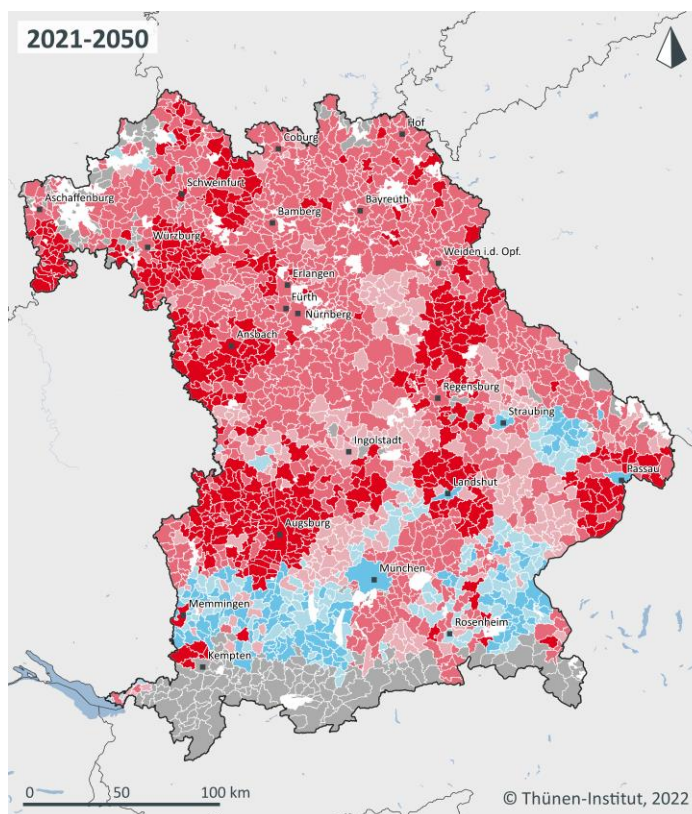 2021-2050
Hof
Coburg
Schweinfurt
Aschaffenburg
Bayreuth
Bamberg
Würzburg
Weiden i.d. Opf.
Erlangen
Fürth
Nürnberg
Ansbach
Regensburg
Straubing
Ingolstadt
Passau
Landshut
Augsburg
München
Memmingen
Rosenheim
Kempten
0 50 100 km
© Thünen-Institut, 2022